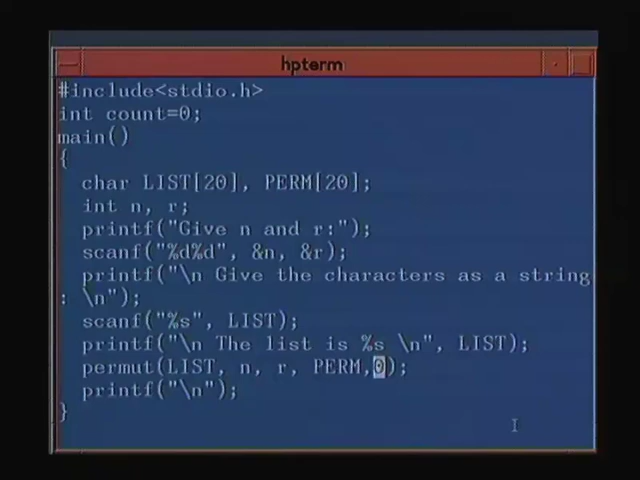 hpterm
#include<stdio.h>
int count=0;
main()
{
char LIST[20], PERM[20];
int n, r;
printf("Give n and r:");
scanf("%d%d", &n, &r);
printf("\n Give the characters as a string
: \n");
scanf("%s", LIST);
printf("\n The list is %s \n", LIST);
permut(LIST, n, r, PERM,0);
printf("\n");
}